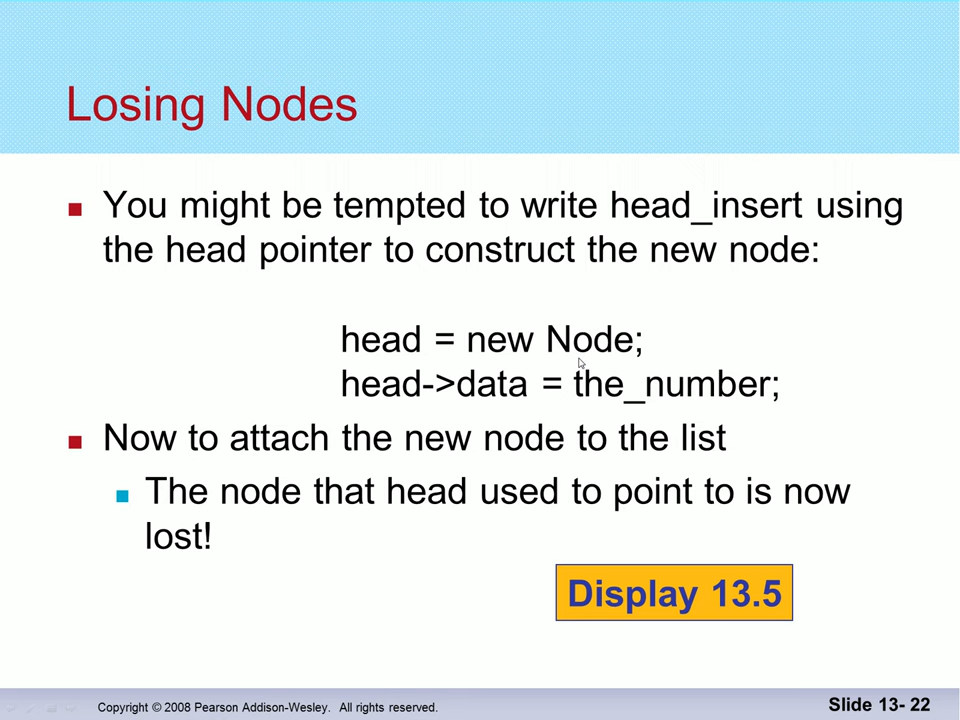 Losing Nodes
You might be tempted to write head_insert using
the head pointer to construct the new node:
head = new Node;
head->data = the_number;
Now to attach the new node to the list
The node that head used to point to is now
lost!
Display 13.5
Copyright © 2008 Pearson Addison-Wesley. All rights reserved.
Slide 13- 22